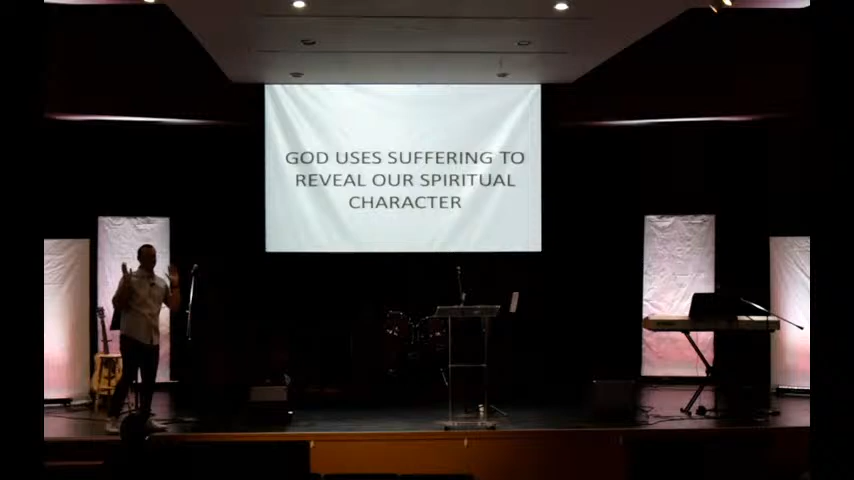 GOD USES SUFFERING TO
REVEAL OUR SPIRITUAL
CHARACTER